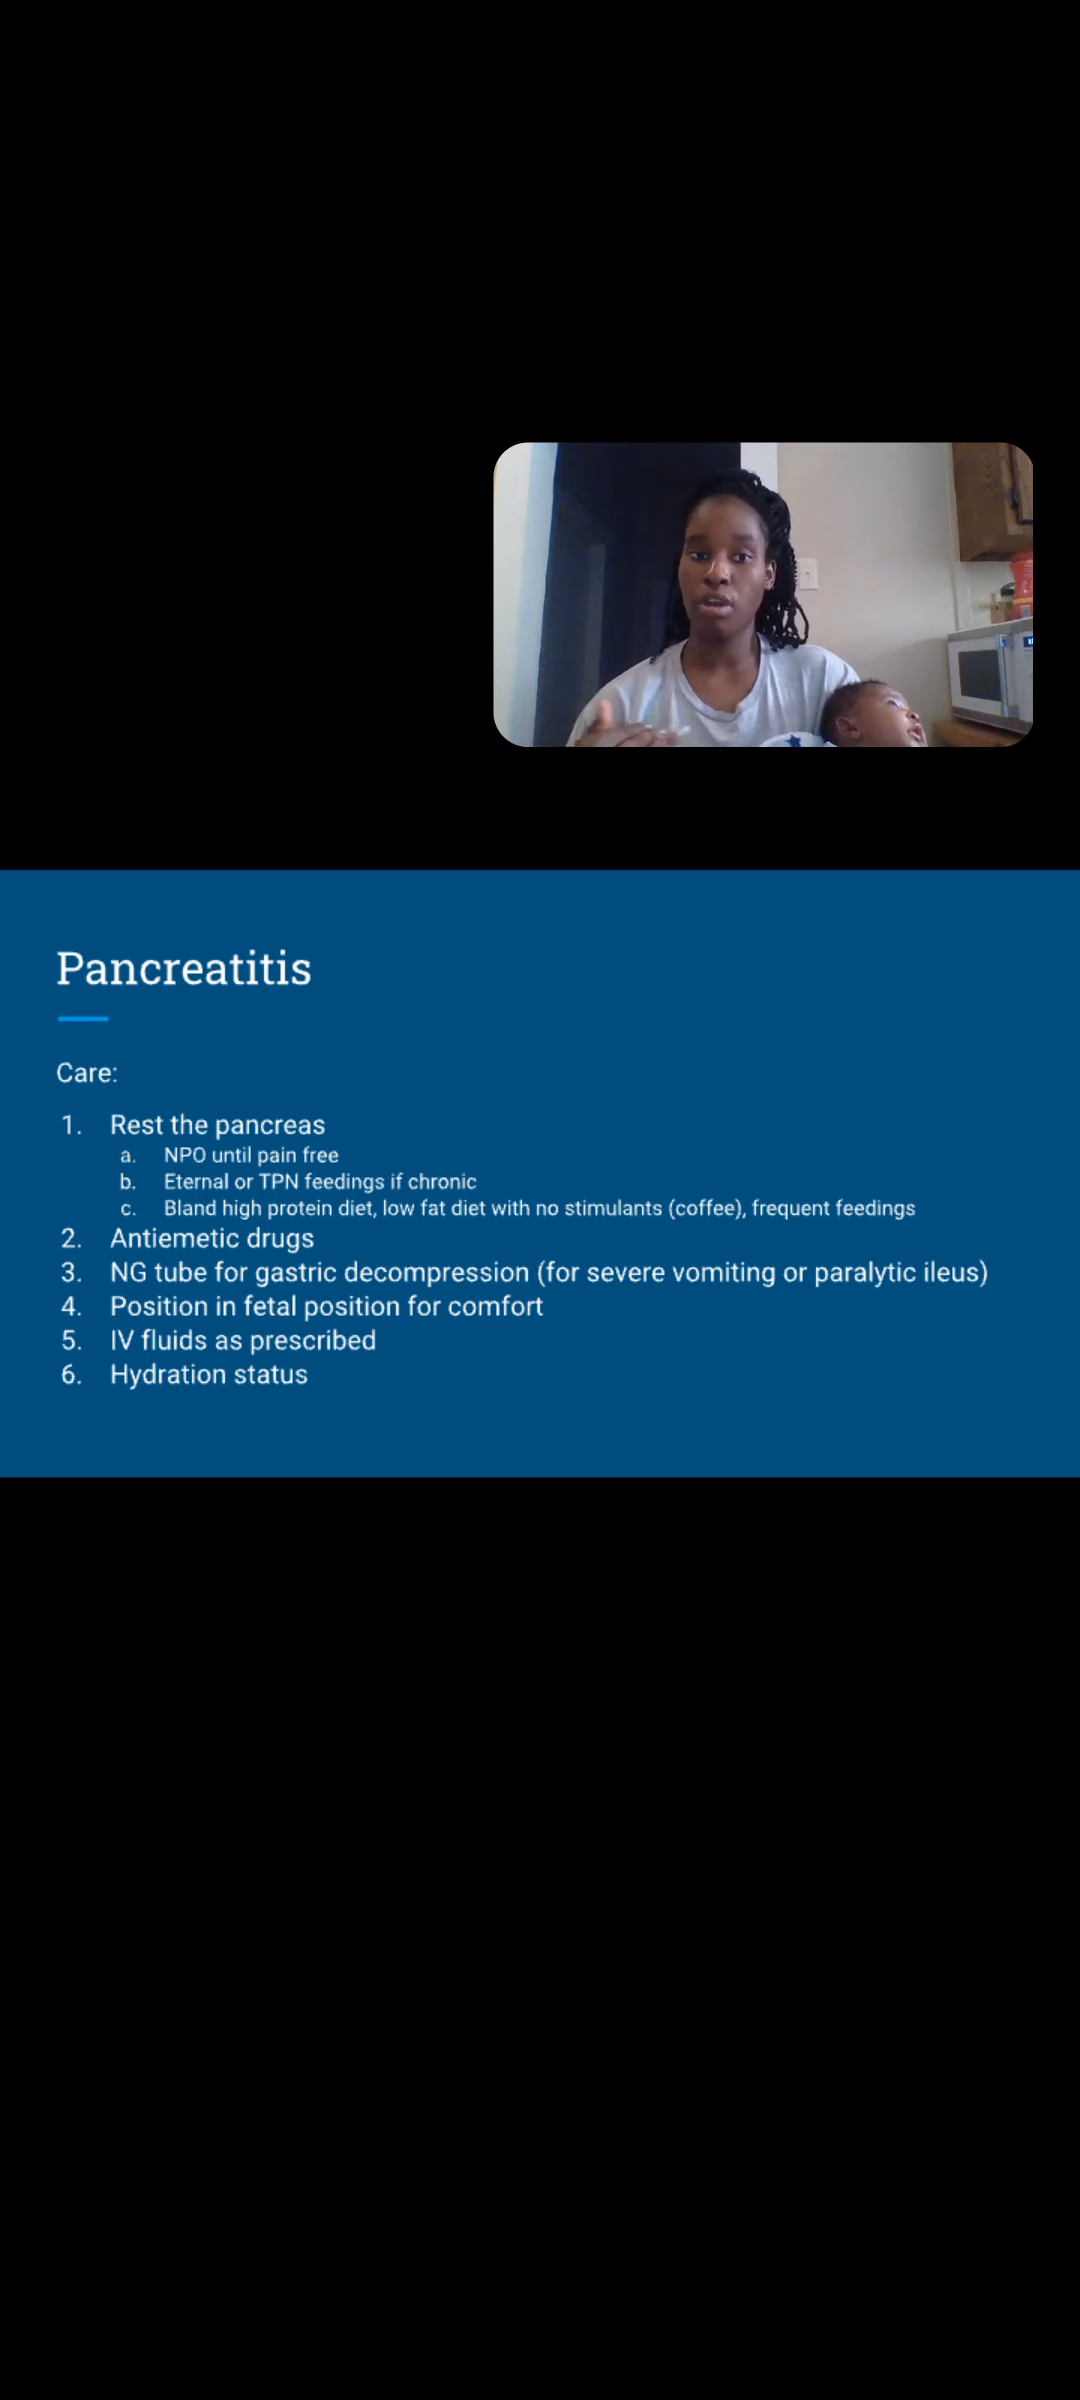 Pancreatitis
Care:
1. Rest the pancreas
a. NPO until pain free
b. Eternal or TPN feedings if chronic
c. Bland high protein diet, low fat diet with no stimulants (coffee), frequent feedings
2. Antiemetic drugs
3. NG tube for gastric decompression (for severe vomiting or paralytic ileus)
4. Position in fetal position for comfort
5. IV fluids as prescribed
6. Hydration status